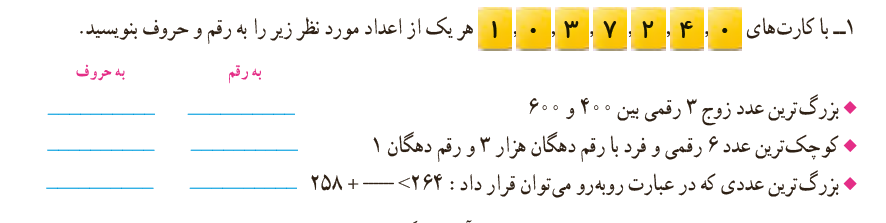 ۱ــ با کارت‌های ۰ , ۴ , ۲ , ۷ , ۳ , ۰ , ۱ هر یک از اعداد مورد نظر زیر را به رقم و حروف بنویسید.
به رقم به حروف
بزرگ‌ترین عدد زوج ۳ رقمی بین ۴۰۰ و ۶۰۰
کوچک‌ترین عدد ۶ رقمی و فرد با رقم دهگان هزار ۳ و رقم دهگان ۱
بزرگ‌ترین عددی که در عبارت روبه‌رو می‌توان قرار داد : ۲۶۴> —— + ۲۵۸